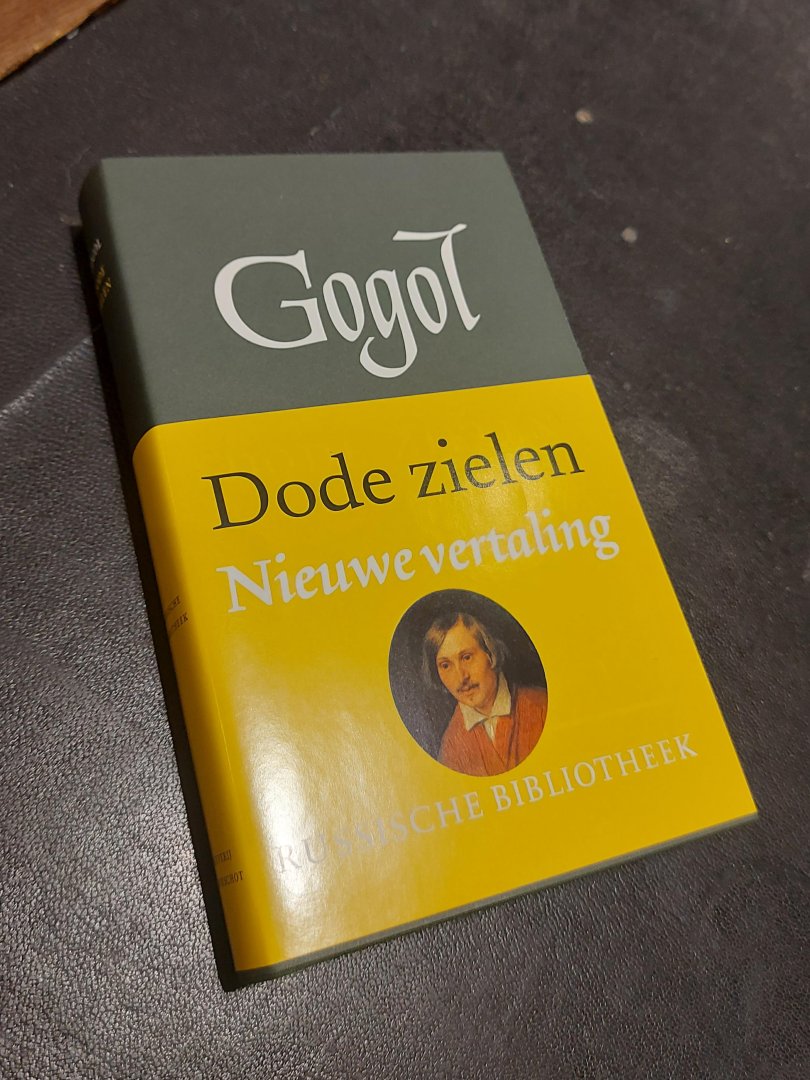 Gogol
Dode zielen
Nieuwe vertaling
RUSSISCHE BIBLIOTHEEK